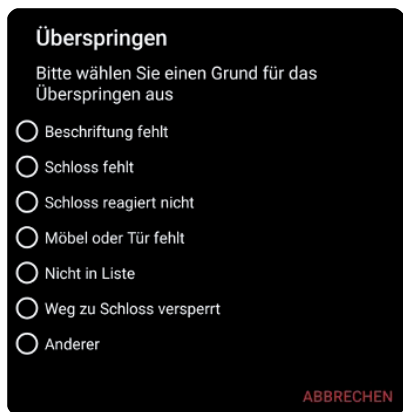 Überspringen
Bitte wählen Sie einen Grund für das
Überspringen aus
Beschriftung fehlt
Schloss fehlt
Schloss reagiert nicht
Möbel oder Tür fehlt
Nicht in Liste
Weg zu Schloss versperrt
Anderer
ABBRECHEN